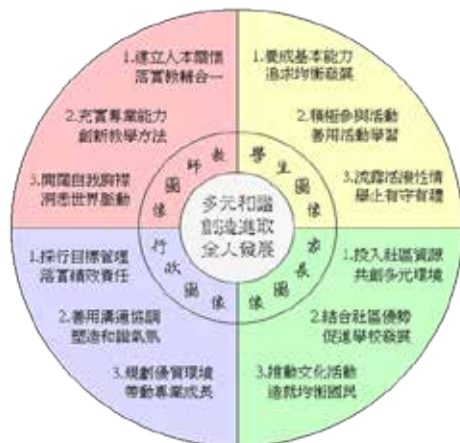 1.建立人本關懷
落實教輔合一
2.充實專業能力
創新教學方法
3.開闊自我胸襟
洞悉世界脈動
1.養成基本能力
追求均衡發展
2.積極參與活動
善用活動學習
3.流露活潑性情
舉止有守有禮
教師圖像
學生圖像
多元和諧
創造進取
全人發展
行政圖像
家長圖像
1.採行目標管理
落實績效責任
2.善用溝通協調
塑造和諧氣氛
3.規劃優質環境
帶動專業成長
1.投入社區資源
共創多元環境
2.結合社區優勢
促進學校發展
3.推動文化活動
造就均衡國民